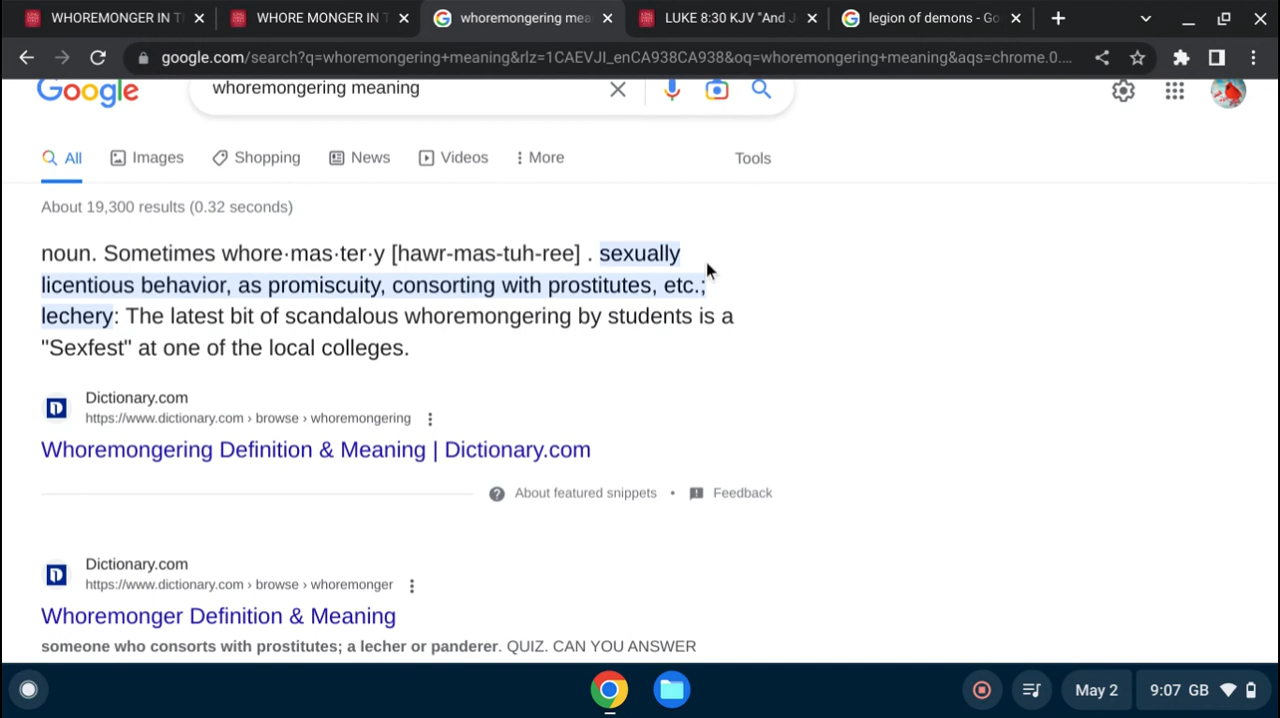 WHOREMONGER IN T
WHORE MONGER IN T
whoremongering mea
LUKE 8:30 KJV "And J
legion of demons - Go
google.com/search?q=whoremongering+meaning&rlz=1CAEVJI_enCA938CA938&oq=whoremongering+meaning&aqs=chrome.0....
Google
whoremongering meaning
All Images Shopping News Videos More Tools
About 19,300 results (0.32 seconds)
noun. Sometimes whore·mas·ter·y [hawr-mas-tuh-ree] . sexually
licentious behavior, as promiscuity, consorting with prostitutes, etc.;
lechery: The latest bit of scandalous whoremongering by students is a
"Sexfest" at one of the local colleges.
Dictionary.com
https://www.dictionary.com › browse › whoremongering
Whoremongering Definition & Meaning | Dictionary.com
About featured snippets • Feedback
Dictionary.com
https://www.dictionary.com › browse › whoremonger
Whoremonger Definition & Meaning
someone who consorts with prostitutes; a lecher or panderer. QUIZ. CAN YOU ANSWER
May 2
9:07 GB